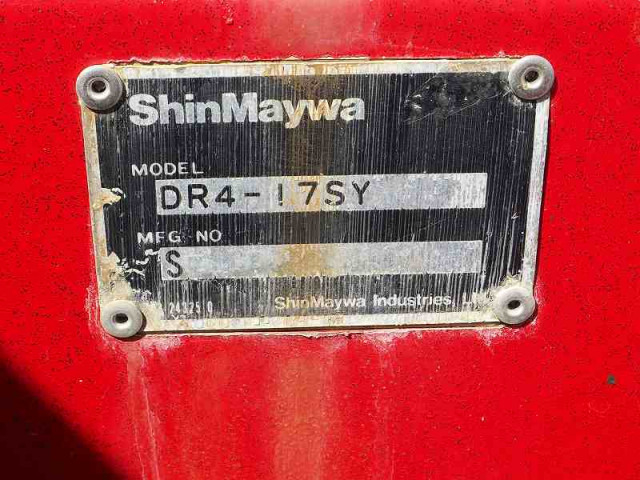 ShinMaywa
MODEL
DR4-17SY
MFG NO
S
ShinMaywa Industries,